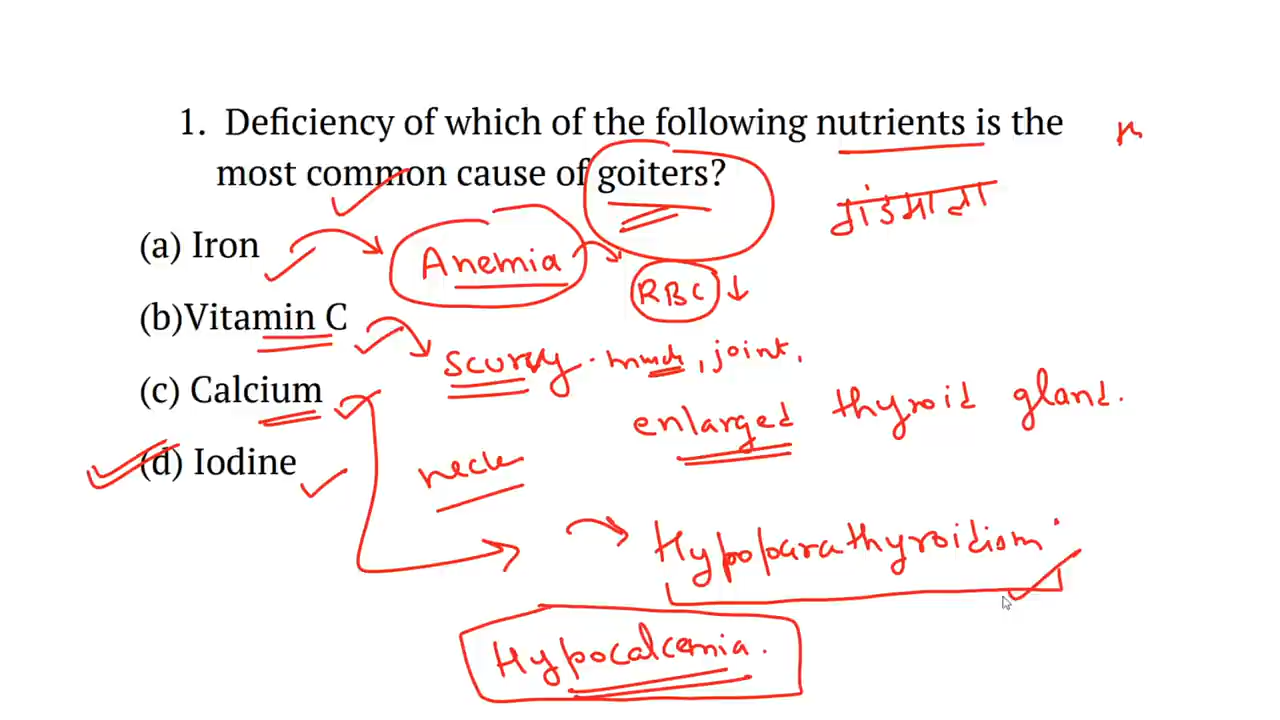 1. Deficiency of which of the following nutrients is the
most common cause of goiters?
(a) Iron
Anemia
RBC ↓
(b)Vitamin C
scurvy.
, joint,
(c) Calcium
enlarged thyroid gland.
(d) Iodine
neck
Hypoparathyroidism
Hypocalcemia.